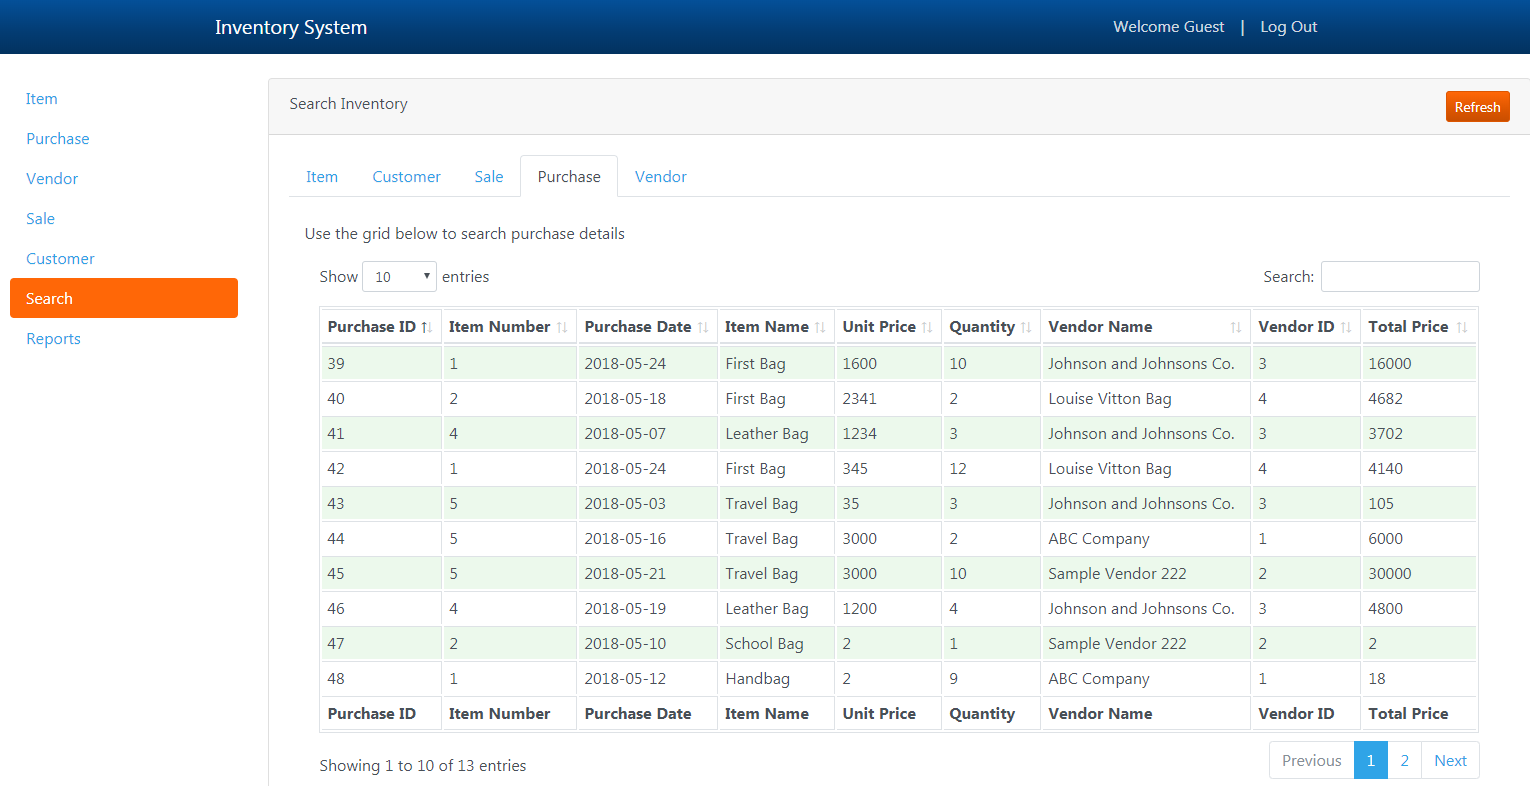 Inventory System Welcome Guest | Log Out
Item
Purchase
Vendor
Sale
Customer
Search
Reports
Search Inventory Refresh
Item Customer Sale Purchase Vendor
Use the grid below to search purchase details
Show 10 entries Search:
Purchase ID Item Number Purchase Date Item Name Unit Price Quantity Vendor Name Vendor ID Total Price
39 1 2018-05-24 First Bag 1600 10 Johnson and Johnsons Co. 3 16000
40 2 2018-05-18 First Bag 2341 2 Louise Vitton Bag 4 4682
41 4 2018-05-07 Leather Bag 1234 3 Johnson and Johnsons Co. 3 3702
42 1 2018-05-24 First Bag 345 12 Louise Vitton Bag 4 4140
43 5 2018-05-03 Travel Bag 35 3 Johnson and Johnsons Co. 3 105
44 5 2018-05-16 Travel Bag 3000 2 ABC Company 1 6000
45 5 2018-05-21 Travel Bag 3000 10 Sample Vendor 222 2 30000
46 4 2018-05-19 Leather Bag 1200 4 Johnson and Johnsons Co. 3 4800
47 2 2018-05-10 School Bag 2 1 Sample Vendor 222 2 2
48 1 2018-05-12 Handbag 2 9 ABC Company 1 18
Purchase ID Item Number Purchase Date Item Name Unit Price Quantity Vendor Name Vendor ID Total Price
Showing 1 to 10 of 13 entries Previous 1 2 Next